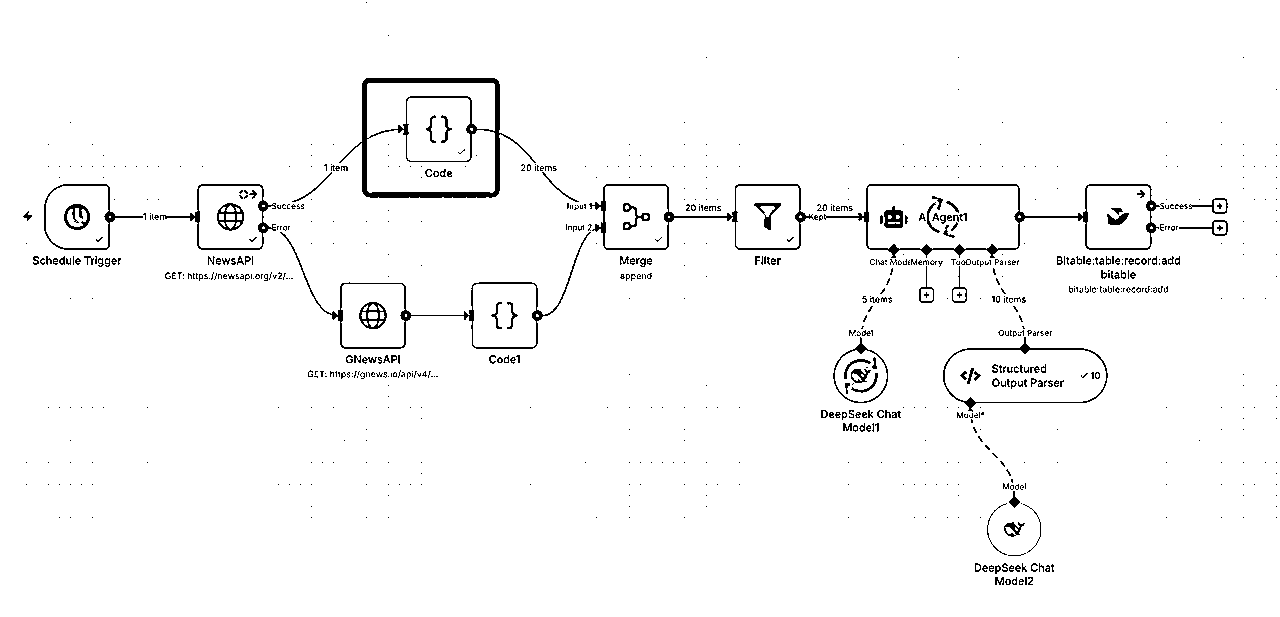 Code
1 item
20 items
Schedule Trigger
1 item
Success
Error
NewsAPI
GET: https://newsapi.org/v2/...
GNewsAPI
GET: https://gnews.io/api/v4/...
Code1
Input 1
Input 2
Merge
append
20 items
Filter
Kept
20 items
Agent1
Chat Mod
Memory
Too
Output Parser
5 items
10 items
Model
Output Parser
DeepSeek Chat
Model1
Structured
Output Parser
10
Model*
Model
DeepSeek Chat
Model2
Success
Error
Bitable:table:record:add
bitable
bitable:table:record:add